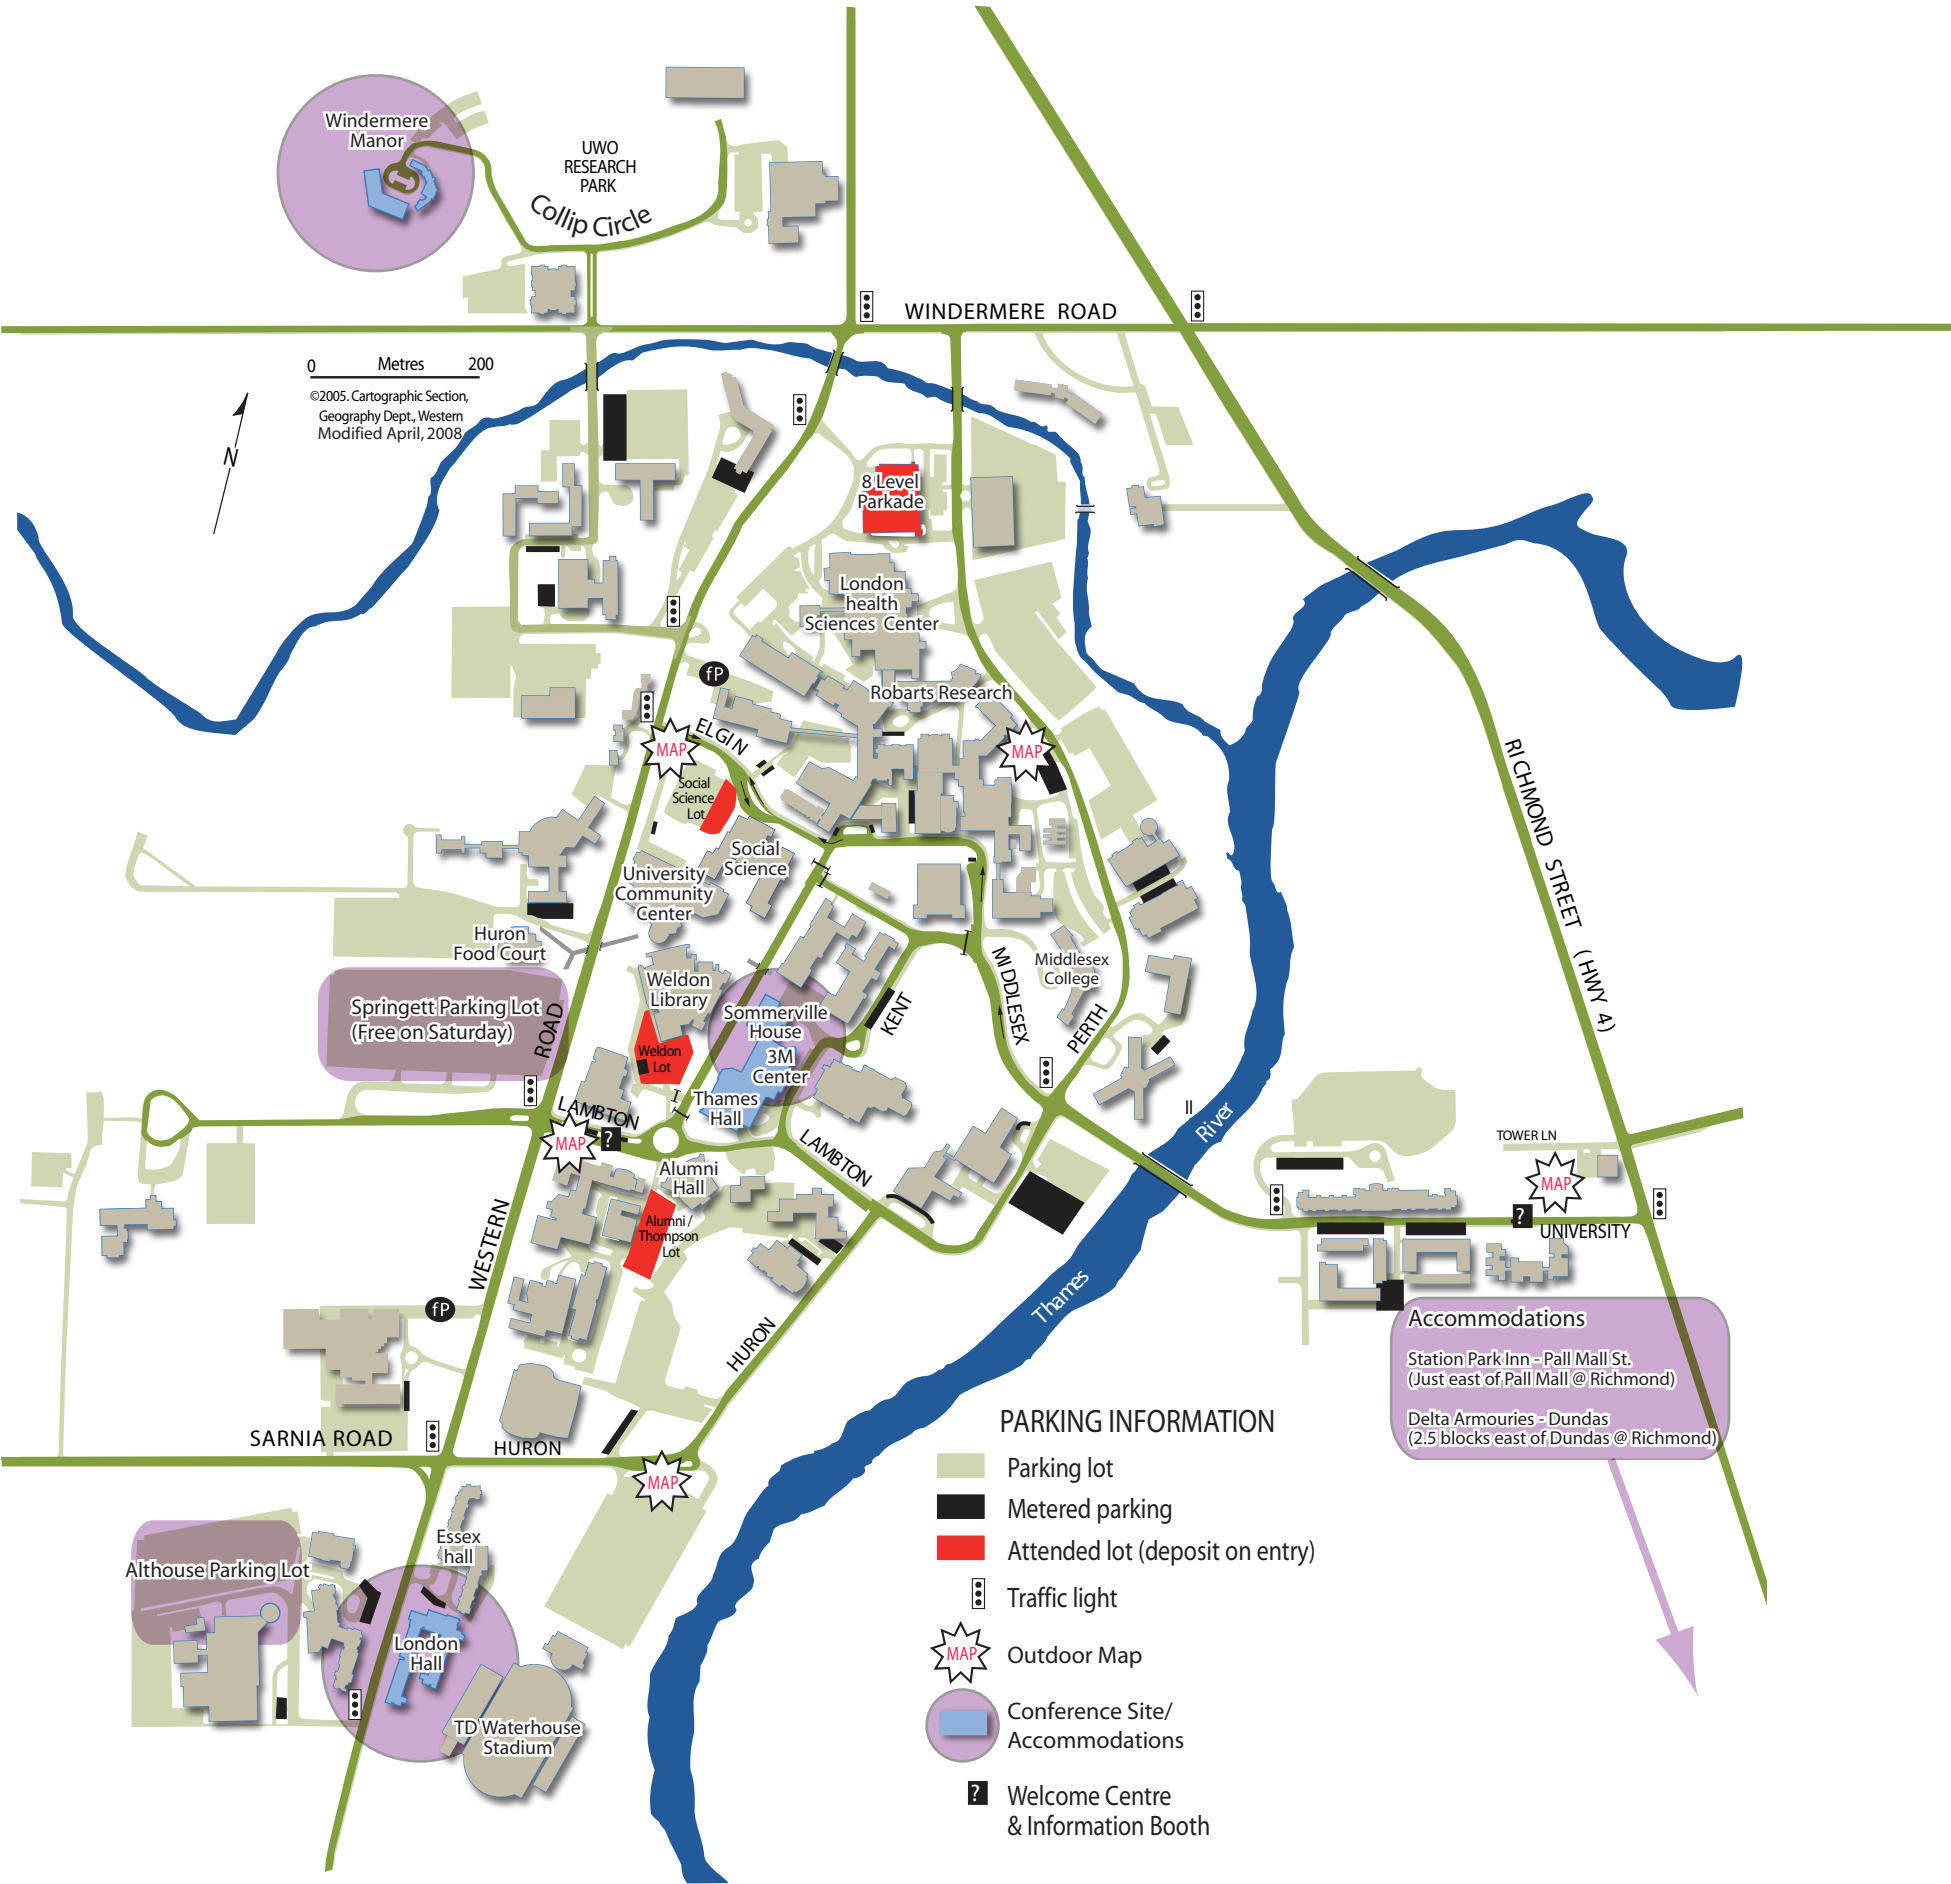 Windermere
Manor
UWO
RESEARCH
PARK
Collip Circle
WINDERMERE ROAD
0 Metres 200
©2005. Cartographic Section,
Geography Dept., Western
Modified April, 2008
N
8 Level
Parkade
London
health
Sciences Center
fP
Robarts Research
ELGIN
MAP
MAP
Social
Science
Lot
RICHMOND STREET (HWY 4)
Social
Science
University
Community
Center
Huron
Food Court
Middlesex
College
MIDDLESEX
Weldon
Library
Springett Parking Lot
(Free on Saturday)
Sommerville
House
KENT
PERTH
ROAD
Weldon
Lot
3M
Center
Thames
Hall
LAMBTON
MAP
?
LAMBTON
River
TOWER LN
MAP
?
UNIVERSITY
Alumni
Hall
Alumni /
Thompson
Lot
WESTERN
fP
Thames
HURON
Accommodations
Station Park Inn - Pall Mall St.
(Just east of Pall Mall @ Richmond)
Delta Armouries - Dundas
(2.5 blocks east of Dundas @ Richmond)
SARNIA ROAD
HURON
MAP
Essex
hall
Althouse Parking Lot
London
Hall
TD Waterhouse
Stadium
PARKING INFORMATION
Parking lot
Metered parking
Attended lot (deposit on entry)
Traffic light
MAP Outdoor Map
Conference Site/
Accommodations
? Welcome Centre
& Information Booth